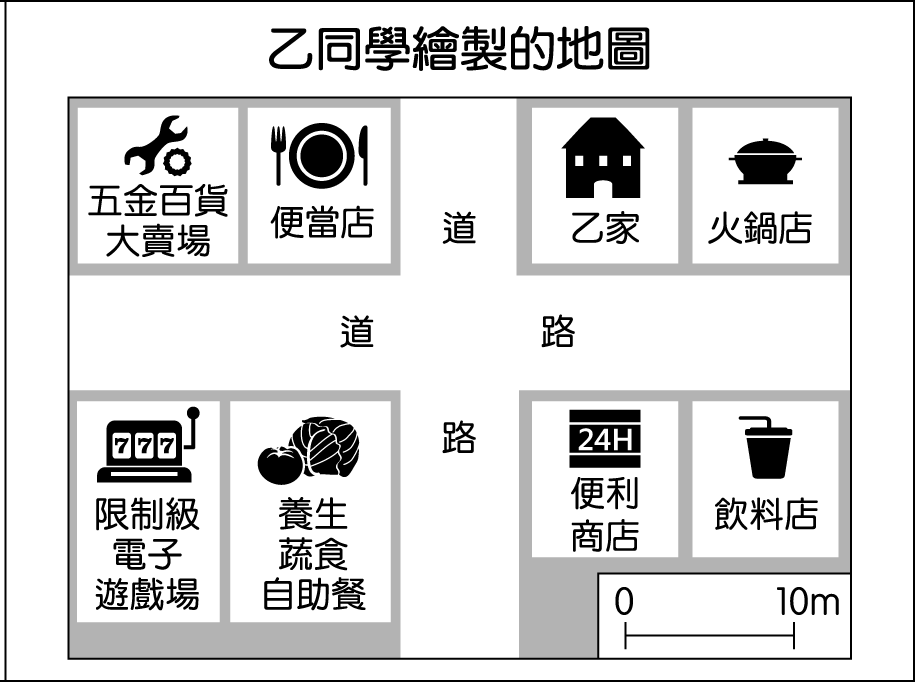 乙同學繪製的地圖
五金百貨
大賣場
便當店
道
乙家
火鍋店
道
路
777
限制級
電子
遊戲場
養生
蔬食
自助餐
路
24H
便利
商店
飲料店
0
10m